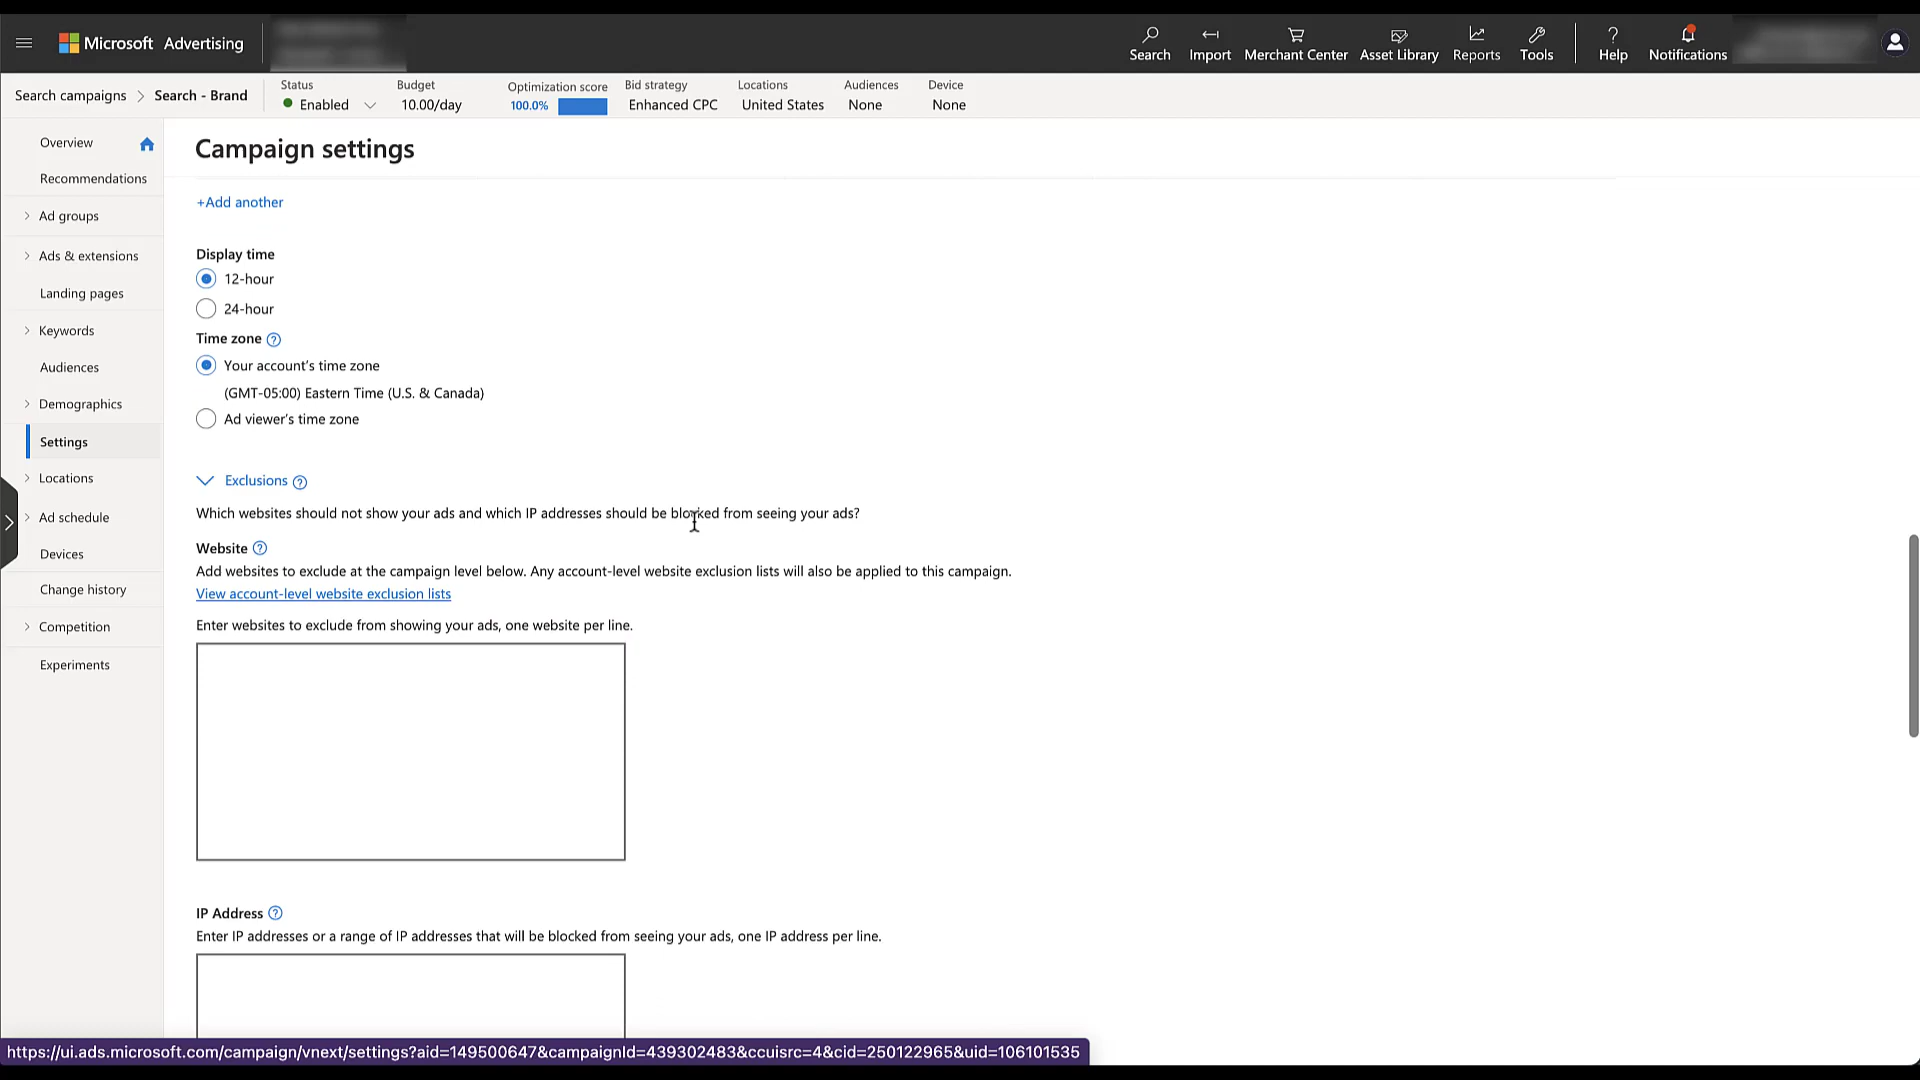 Microsoft Advertising
Search
Import
Merchant Center
Asset Library
Reports
Tools
Help
Notifications
Search campaigns
Search - Brand
Status
Enabled
Budget
10.00/day
Optimization score
100.0%
Bid strategy
Enhanced CPC
Locations
United States
Audiences
None
Device
None
Overview
Recommendations
Ad groups
Ads & extensions
Landing pages
Keywords
Audiences
Demographics
Settings
Locations
Ad schedule
Devices
Change history
Competition
Experiments
Campaign settings
+Add another
Display time
12-hour
24-hour
Time zone
Your account's time zone
(GMT-05:00) Eastern Time (U.S. & Canada)
Ad viewer's time zone
Exclusions
Which websites should not show your ads and which IP addresses should be blocked from seeing your ads?
Website
Add websites to exclude at the campaign level below. Any account-level website exclusion lists will also be applied to this campaign.
View account-level website exclusion lists
Enter websites to exclude from showing your ads, one website per line.
IP Address
Enter IP addresses or a range of IP addresses that will be blocked from seeing your ads, one IP address per line.
https://ui.ads.microsoft.com/campaign/vnext/settings?aid=149500647&campaignId=439302483&ccuisrc=4&cid=250122965&uid=106101535